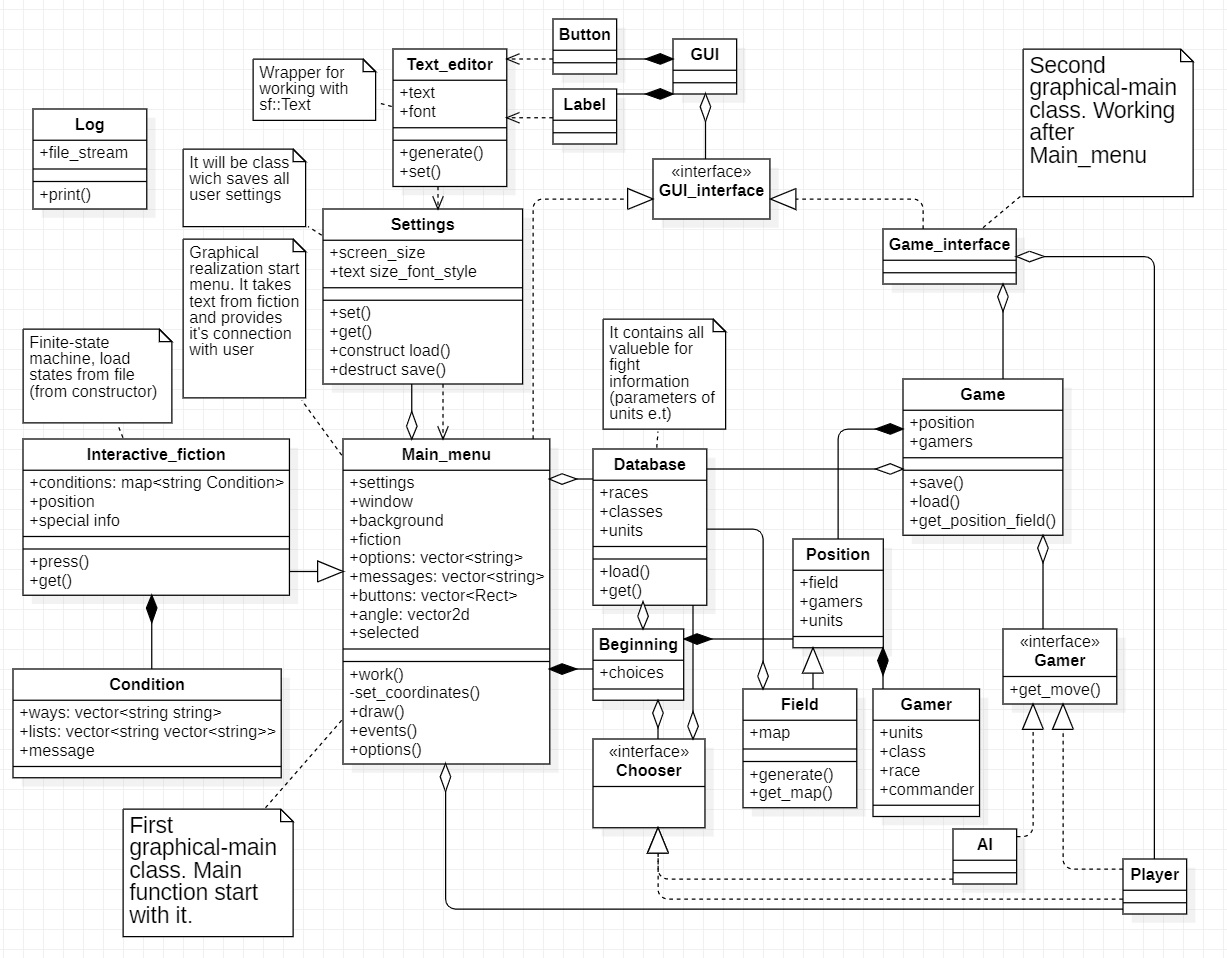 Button
GUI
Text_editor
+text
+font
+generate()
+set()
Wrapper for
working with
sf::Text
Label
Second
graphical-main
class. Working
after
Main_menu
Log
+file_stream
+print()
It will be class
wich saves all
user settings
«interface»
GUI_interface
Settings
+screen_size
+text size_font_style
+set()
+get()
+construct load()
+destruct save()
Game_interface
Graphical
realization start
menu. It takes
text from fiction
and provides
it's connection
with user
Finite-state
machine, load
states from file
(from constructor)
It contains all
valueble for
fight
information
(parameters of
units e.t)
Game
+position
+gamers
+save()
+load()
+get_position_field()
Interactive_fiction
+conditions: map<string Condition>
+position
+special info
+press()
+get()
Main_menu
+settings
+window
+background
+fiction
+options: vector<string>
+messages: vector<string>
+buttons: vector<Rect>
+angle: vector2d
+selected
+work()
-set_coordinates()
+draw()
+events()
+options()
Database
+races
+classes
+units
+load()
+get()
Position
+field
+gamers
+units
Beginning
+choices
«interface»
Gamer
+get_move()
Condition
+ways: vector<string string>
+lists: vector<string vector<string>>
+message
Field
+map
+generate()
+get_map()
Gamer
+units
+class
+race
+commander
«interface»
Chooser
First
graphical-main
class. Main
function start
with it.
AI
Player